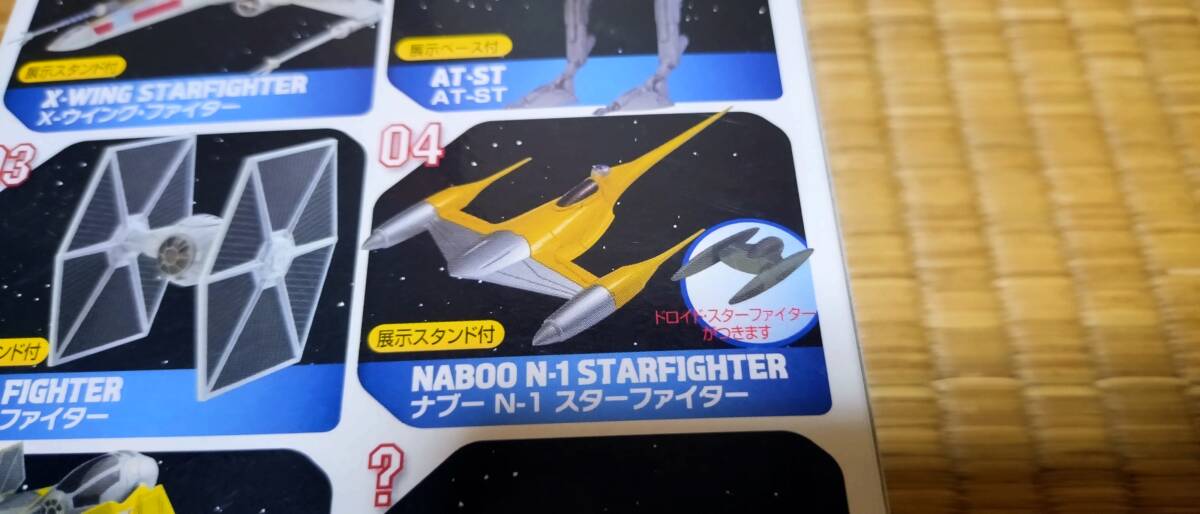 展示スタンド付
X-WING STARFIGHTER
X-ウイング・ファイター
展示ベース付
AT-ST
AT-ST
03
ンド付
FIGHTER
ファイター
04
展示スタンド付
ドロイド・スターファイター
がつきます
NABOO N-1 STARFIGHTER
ナブー N-1 スターファイター
?